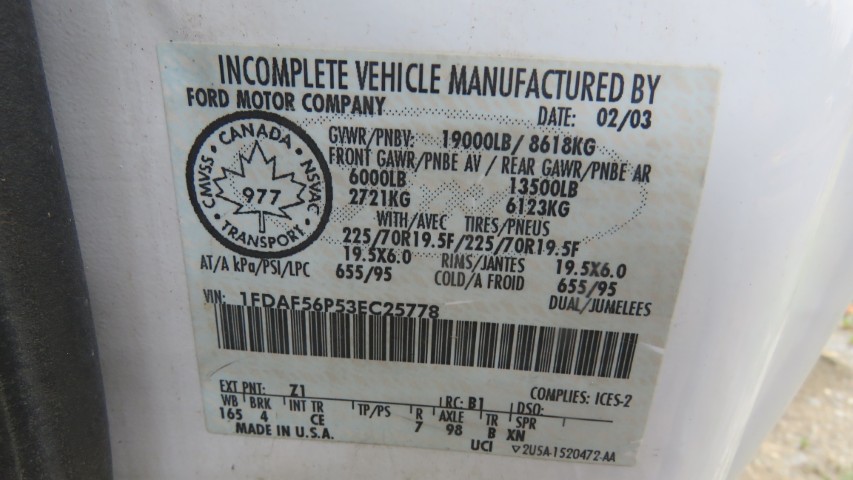 INCOMPLETE VEHICLE MANUFACTURED BY
FORD MOTOR COMPANY
DATE: 02/03
GVWR/PNBV: 19000LB/ 8618KG
FRONT GAWR/PNBE AV / REAR GAWR/PNBE AR
6000LB 13500LB
2721KG 6123KG
WITH/AVEC TIRES/PNEUS
225/70R19.5F/225/70R19.5F
19.5X6.0 RIMS/JANTES 19.5X6.0
AT/A kPa/PSI/LPC 655/95 COLD/A FROID 655/95
DUAL/JUMELEES
CANADA
CMVSS • NSVAC
977
TRANSPORT
VIN: 1FDAF56P53EC25778
EXT PNT: Z1 RC: B1 DSO:
COMPLIES: ICES-2
WB BRK INT TR TP/PS R AXLE TR SPR
165 4 CE 7 98 B XN
MADE IN U.S.A. UCI ▽2U5A-1520472-AA